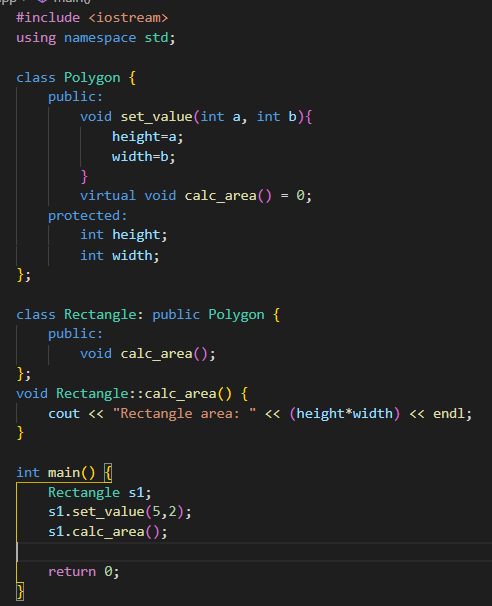 main()
#include <iostream>
using namespace std;
class Polygon {
    public:
        void set_value(int a, int b){
            height=a;
            width=b;
        }
        virtual void calc_area() = 0;
    protected:
        int height;
        int width;
};
class Rectangle: public Polygon {
    public:
        void calc_area();
};
void Rectangle::calc_area() {
    cout << "Rectangle area: " << (height*width) << endl;
}
int main() {
    Rectangle s1;
    s1.set_value(5,2);
    s1.calc_area();
    return 0;
}